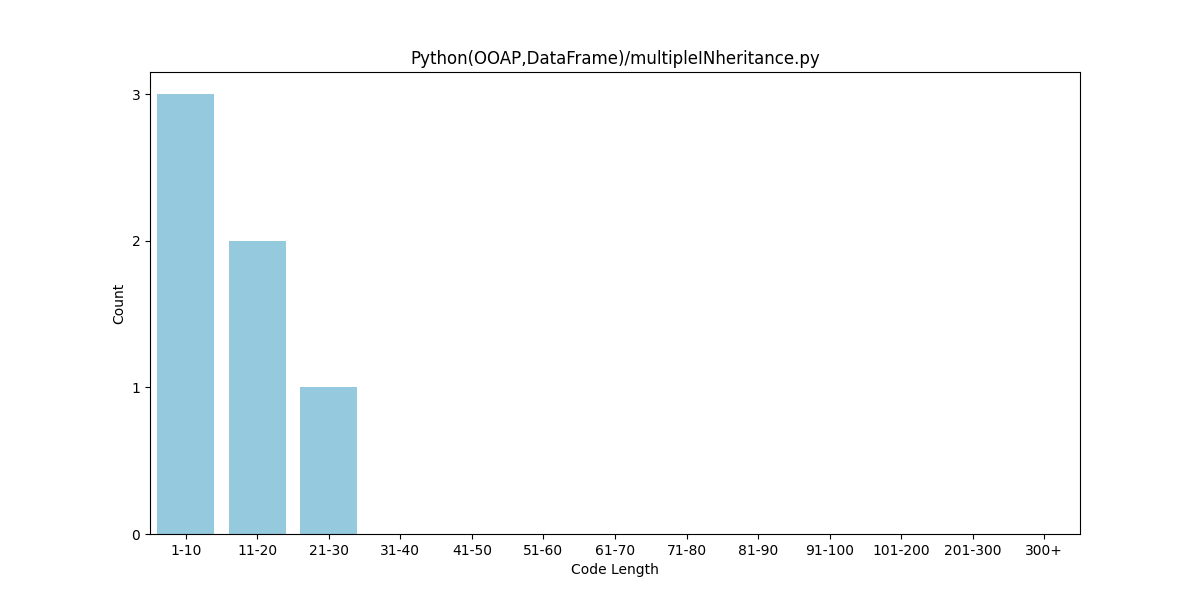 Python(OOAP,DataFrame)/multipleINheritance.py
3
2
1
0
Count
1-10 11-20 21-30 31-40 41-50 51-60 61-70 71-80 81-90 91-100 101-200 201-300 300+
Code Length